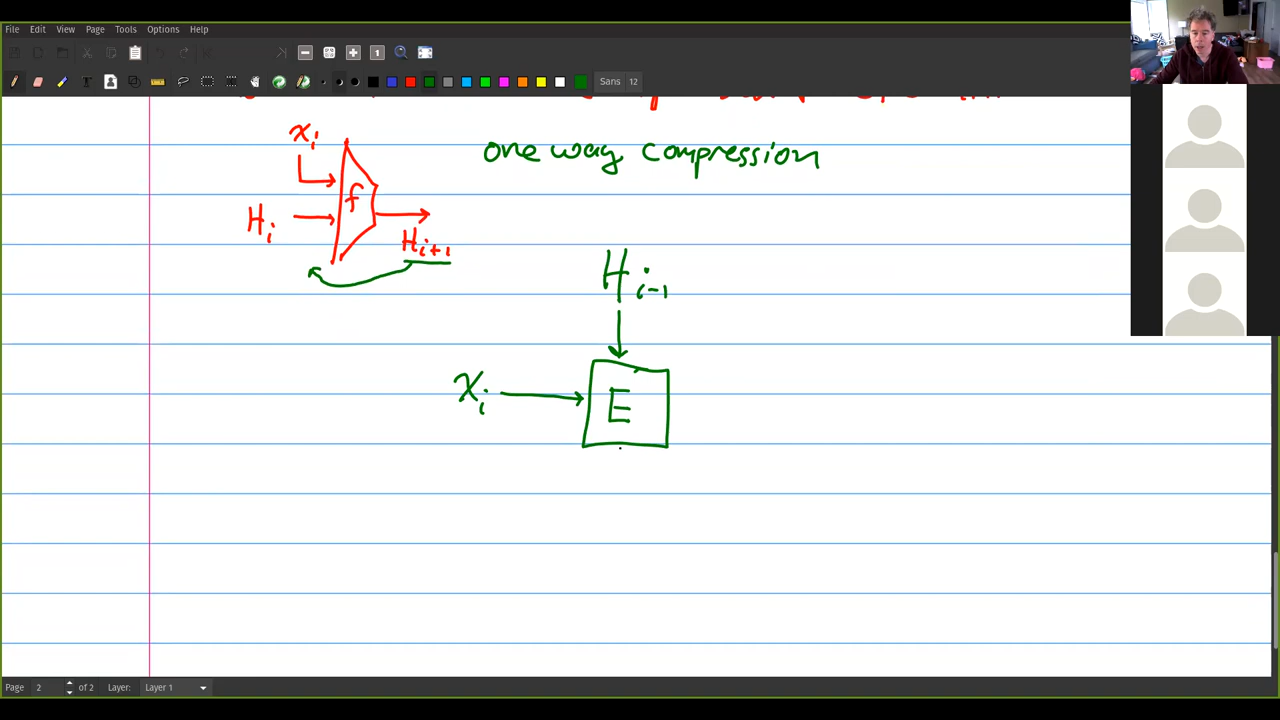 File Edit View Page Tools Options Help
Sans 12
one way compression
x_i
f
H_i
H_{i+1}
H_{i-1}
x_i
E
Page 2 of 2 Layer: Layer 1